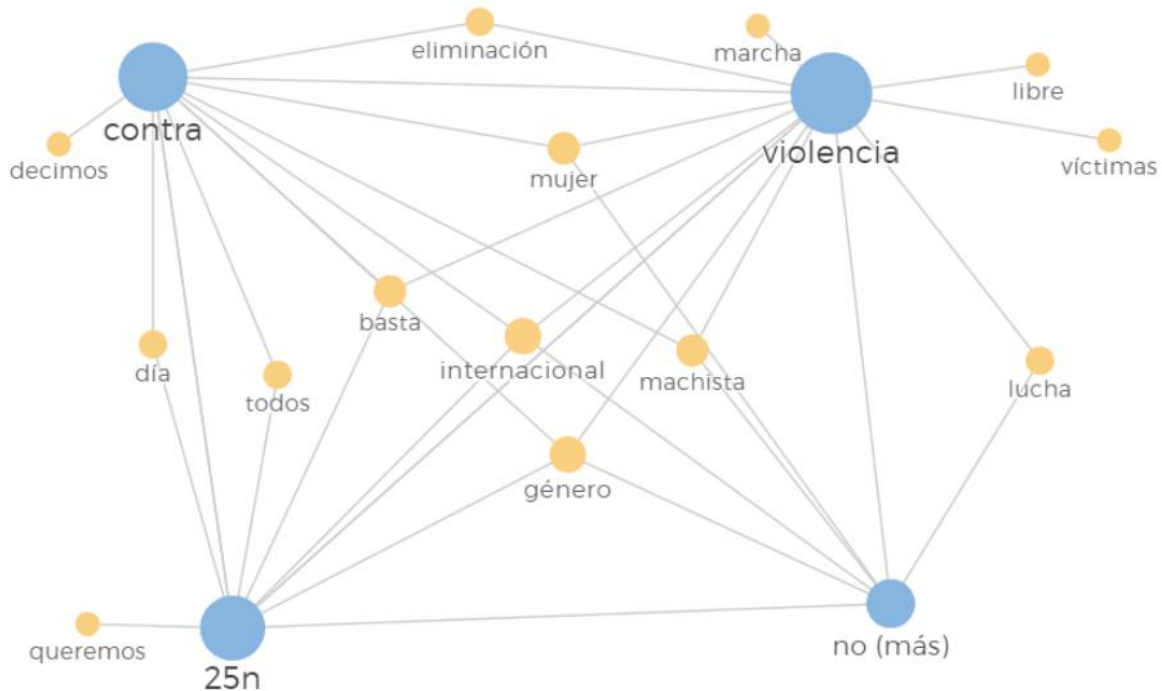 eliminación
marcha
libre
contra
violencia
decimos
mujer
víctimas
basta
internacional
machista
día
todos
lucha
género
queremos
no (más)
25n